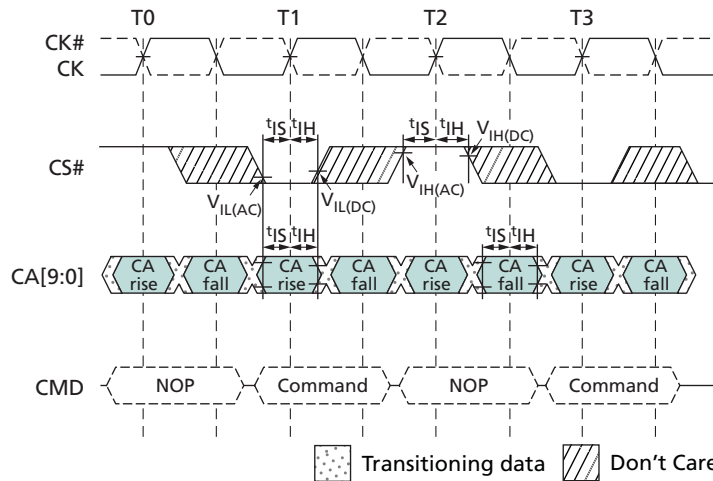 T0 T1 T2 T3
CK#
CK
tIS tIH tIS tIH VIH(DC)
CS#
VIL(AC) VIL(DC) VIH(AC)
tIS tIH tIS tIH
CA[9:0] CA rise CA fall CA rise CA fall CA rise CA fall CA rise CA fall
CMD NOP Command NOP Command
Transitioning data Don't Care